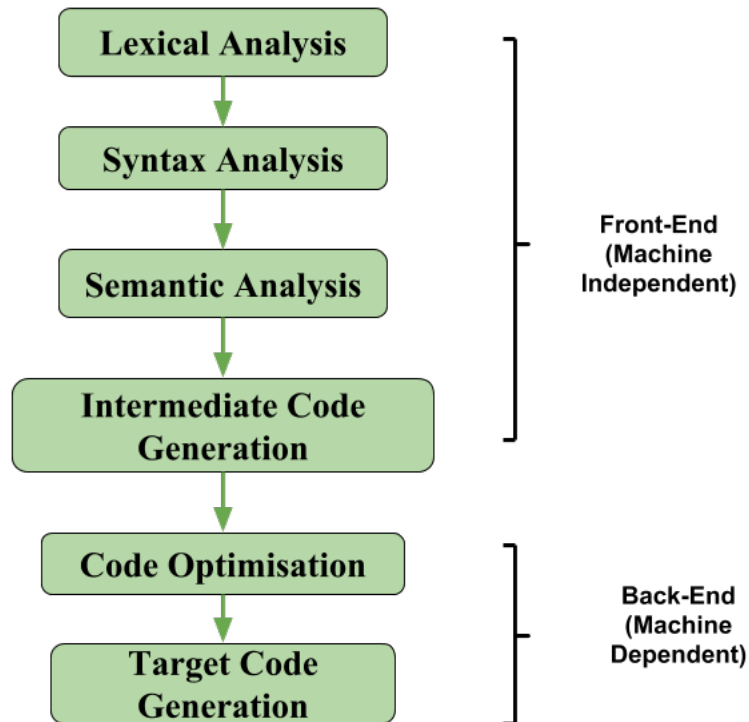 Lexical Analysis
Syntax Analysis
Semantic Analysis
Intermediate Code
Generation
Front-End
(Machine
Independent)
Code Optimisation
Target Code
Generation
Back-End
(Machine
Dependent)